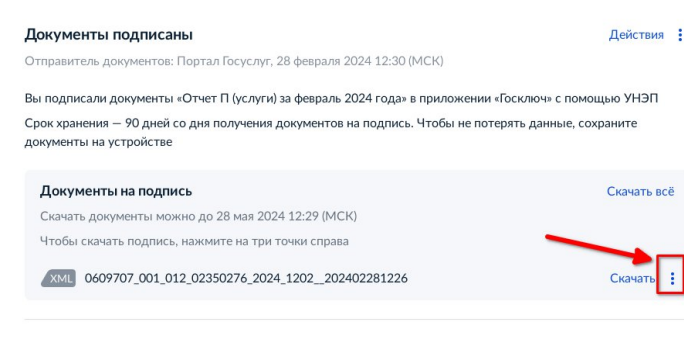 Документы подписаны
Действия
Отправитель документов: Портал Госуслуг, 28 февраля 2024 12:30 (МСК)
Вы подписали документы «Отчет П (услуги) за февраль 2024 года» в приложении «Госключ» с помощью УНЭП
Срок хранения — 90 дней со дня получения документов на подпись. Чтобы не потерять данные, сохраните
документы на устройстве
Документы на подпись
Скачать всё
Скачать документы можно до 28 мая 2024 12:29 (МСК)
Чтобы скачать подпись, нажмите на три точки справа
XML 0609707_001_012_02350276_2024_1202__202402281226
Скачать